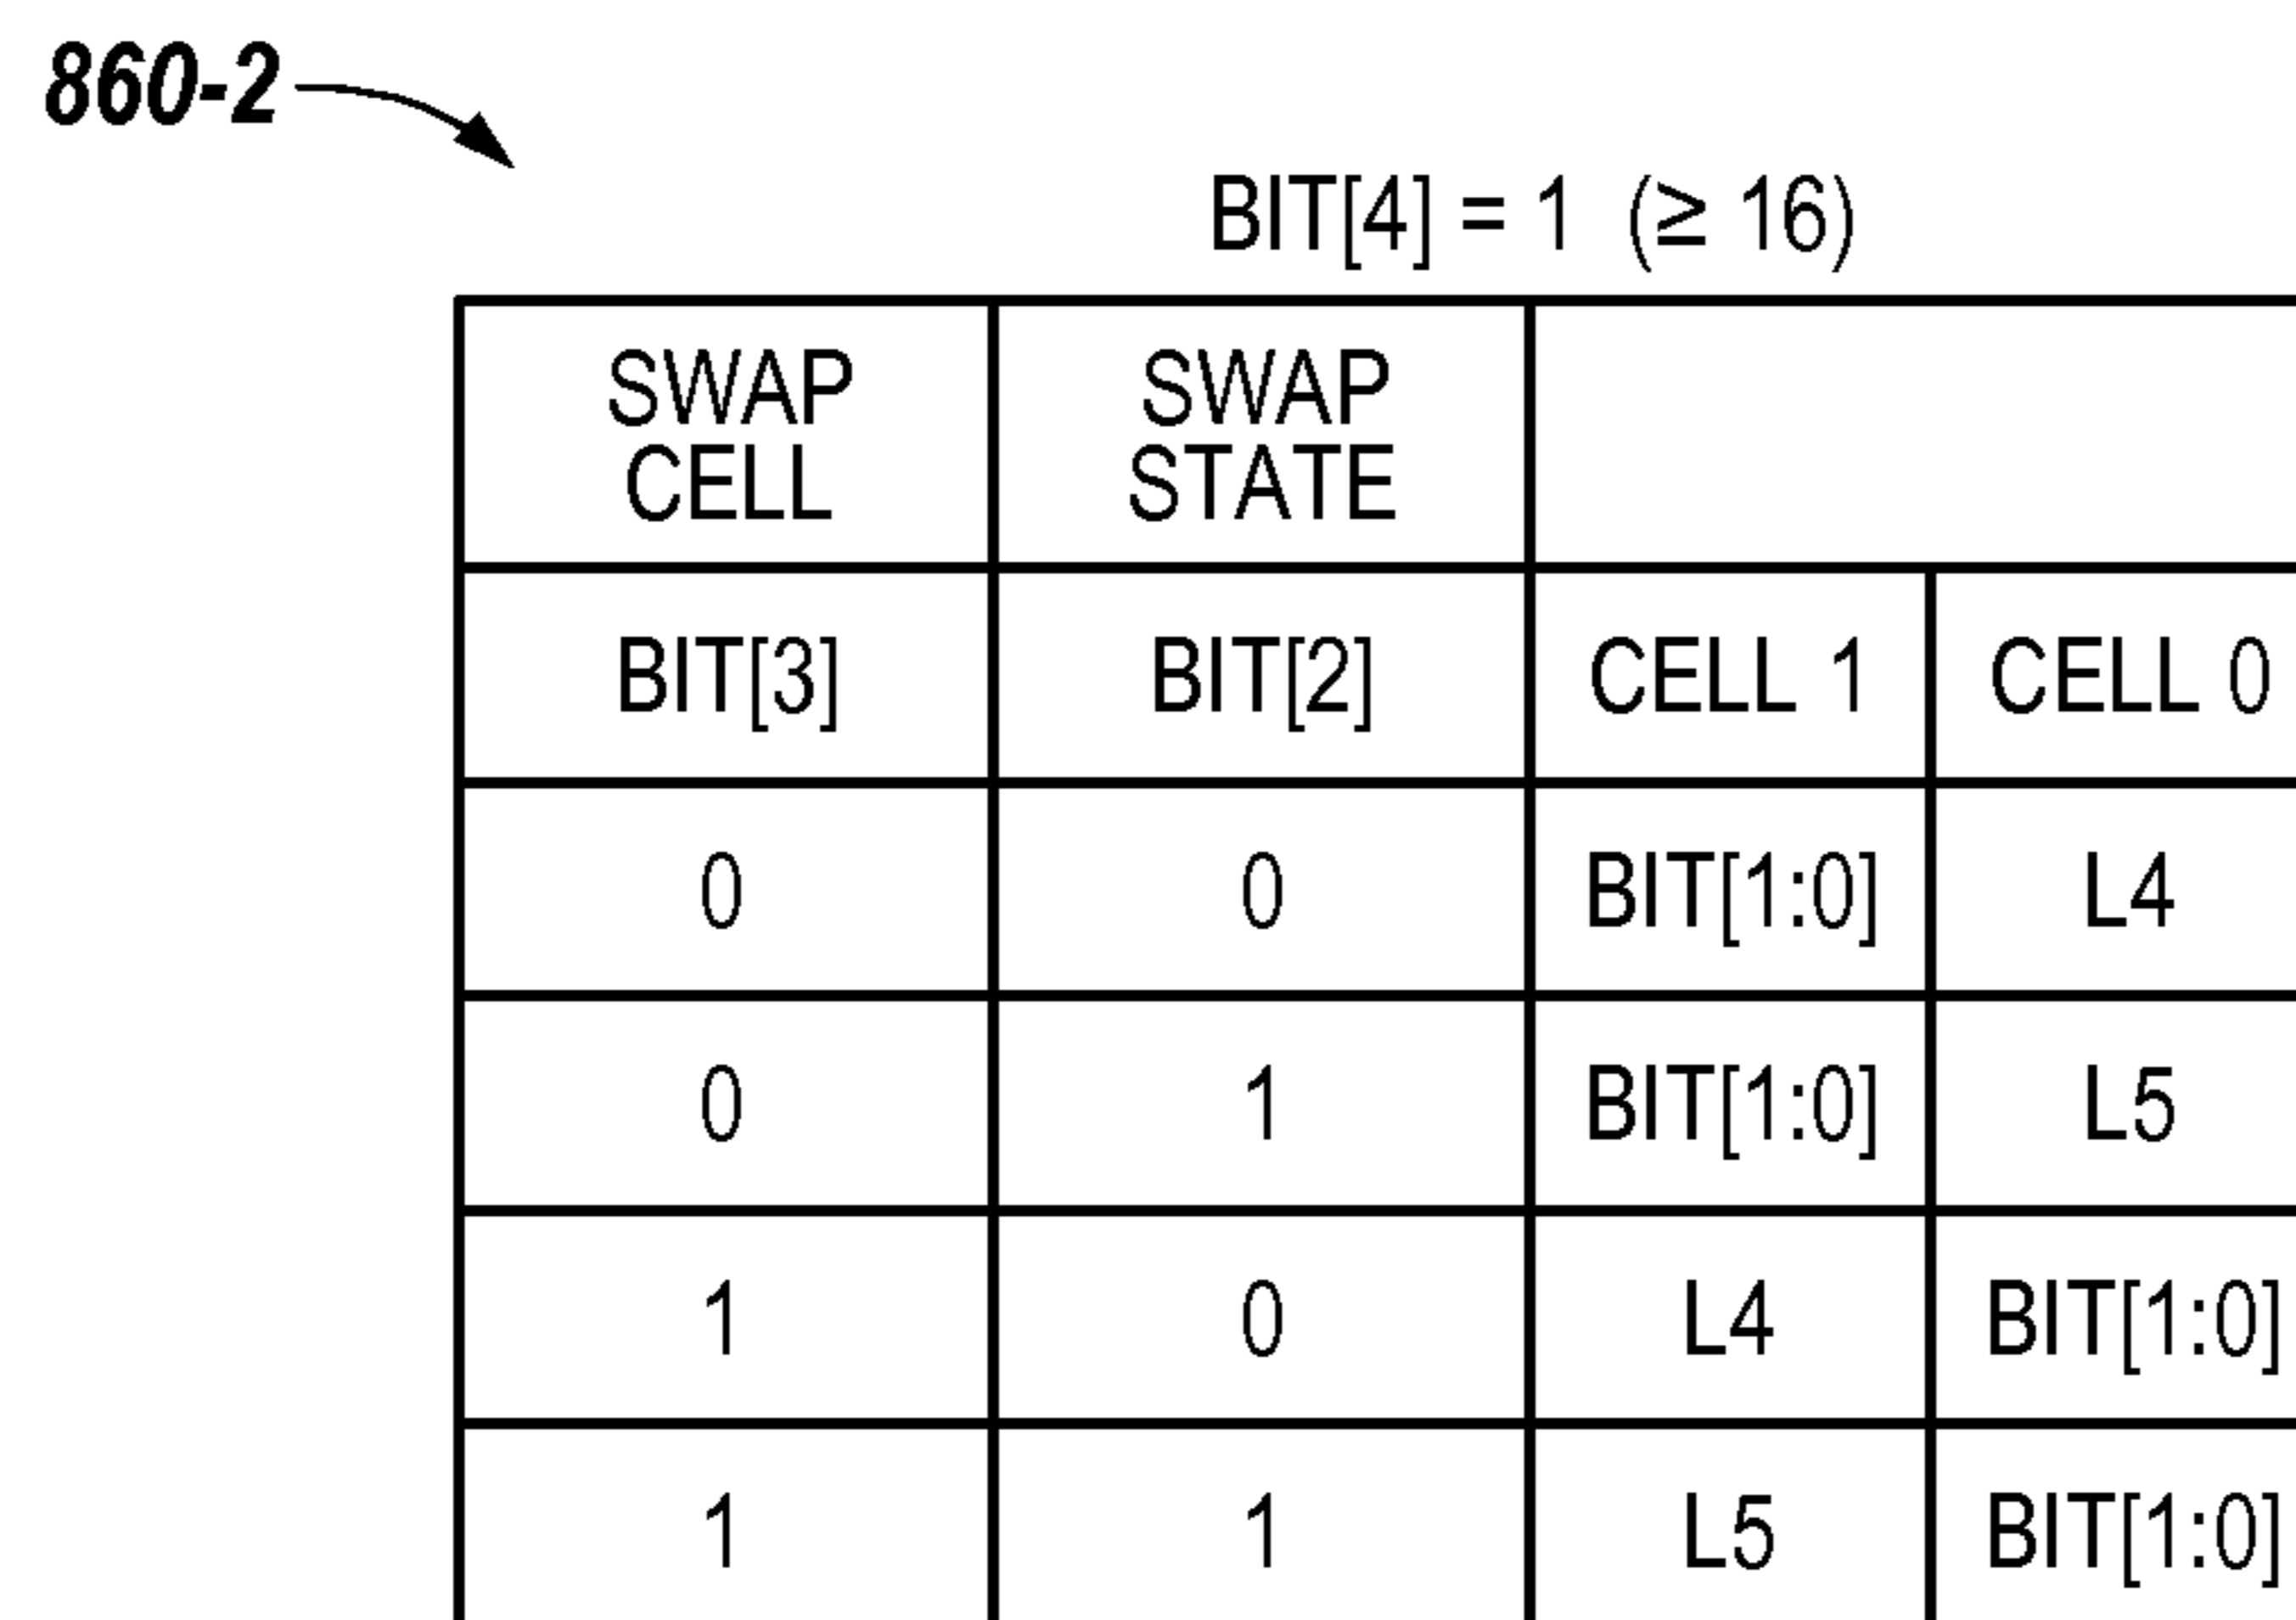 860-2
BIT[4] = 1 (≥ 16)
SWAP CELL SWAP STATE
BIT[3] BIT[2] CELL 1 CELL 0
0 0 BIT[1:0] L4
0 1 BIT[1:0] L5
1 0 L4 BIT[1:0]
1 1 L5 BIT[1:0]